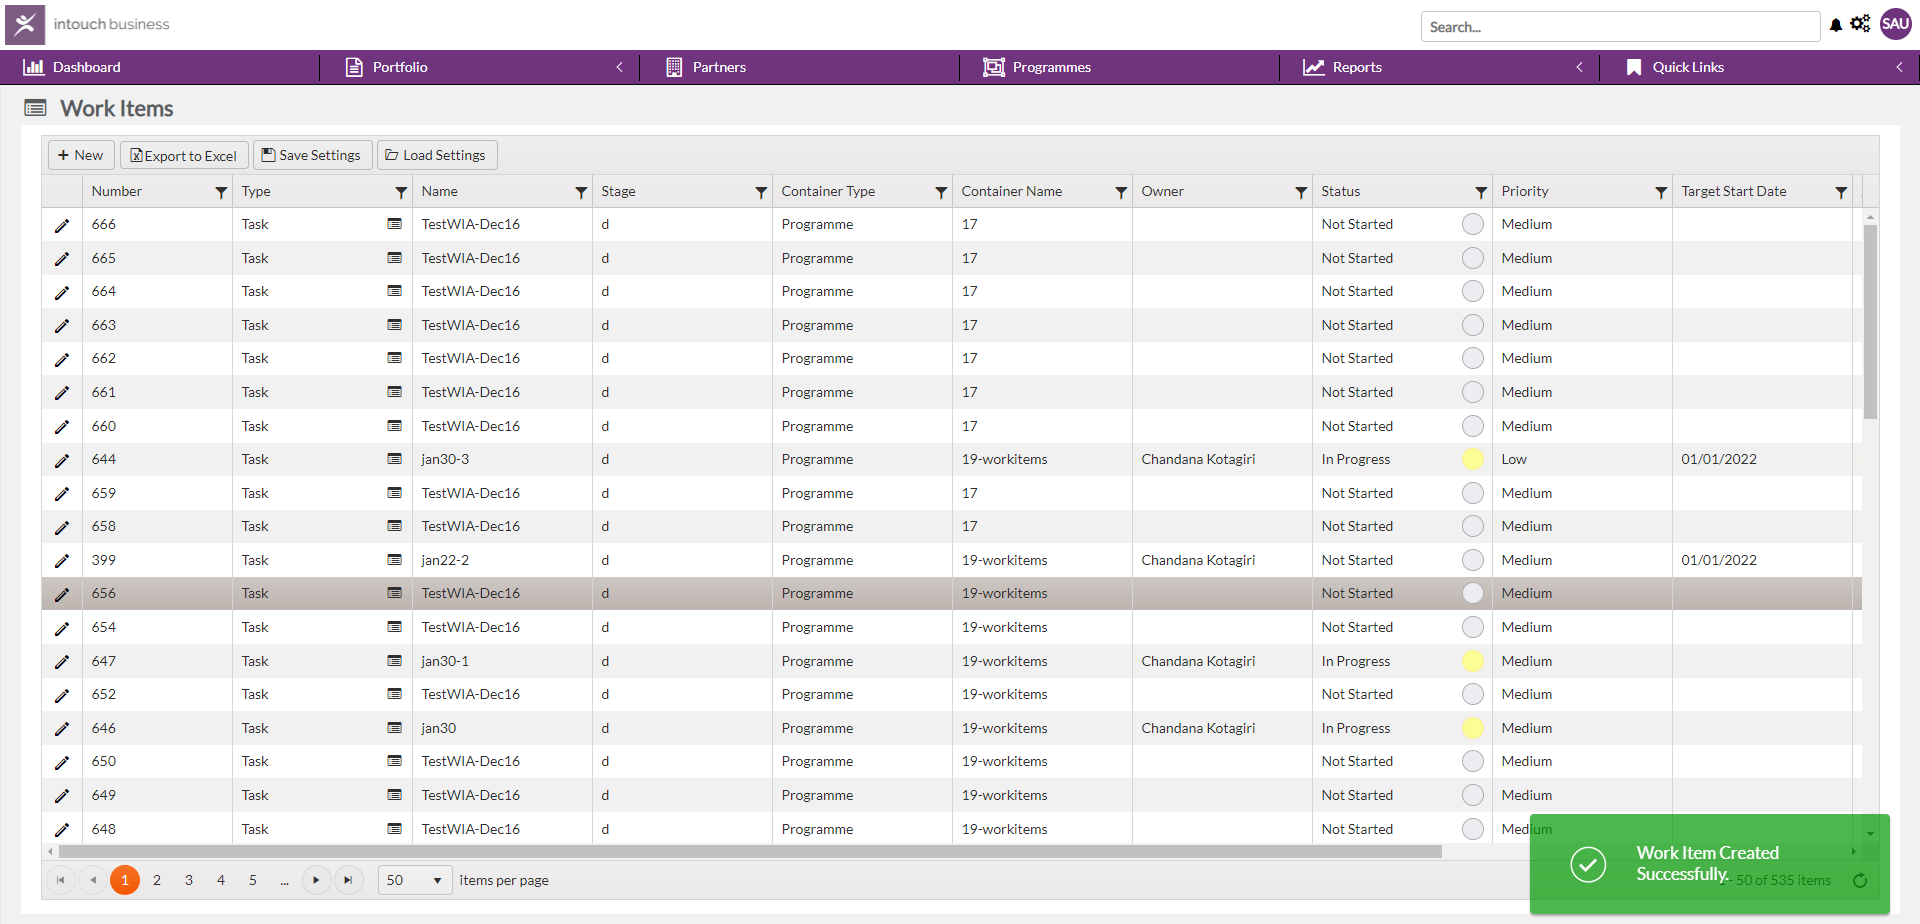 intouch business
Search...
SAU
Dashboard Portfolio Partners Programmes Reports Quick Links
Work Items
+ New Export to Excel Save Settings Load Settings
Number Type Name Stage Container Type Container Name Owner Status Priority Target Start Date
666 Task TestWIA-Dec16 d Programme 17 Not Started Medium
665 Task TestWIA-Dec16 d Programme 17 Not Started Medium
664 Task TestWIA-Dec16 d Programme 17 Not Started Medium
663 Task TestWIA-Dec16 d Programme 17 Not Started Medium
662 Task TestWIA-Dec16 d Programme 17 Not Started Medium
661 Task TestWIA-Dec16 d Programme 17 Not Started Medium
660 Task TestWIA-Dec16 d Programme 17 Not Started Medium
644 Task jan30-3 d Programme 19-workitems Chandana Kotagiri In Progress Low 01/01/2022
659 Task TestWIA-Dec16 d Programme 17 Not Started Medium
658 Task TestWIA-Dec16 d Programme 17 Not Started Medium
399 Task jan22-2 d Programme 19-workitems Chandana Kotagiri Not Started Medium 01/01/2022
656 Task TestWIA-Dec16 d Programme 19-workitems Not Started Medium
654 Task TestWIA-Dec16 d Programme 19-workitems Not Started Medium
647 Task jan30-1 d Programme 19-workitems Chandana Kotagiri In Progress Medium
652 Task TestWIA-Dec16 d Programme 19-workitems Not Started Medium
646 Task jan30 d Programme 19-workitems Chandana Kotagiri In Progress Medium
650 Task TestWIA-Dec16 d Programme 19-workitems Not Started Medium
649 Task TestWIA-Dec16 d Programme 19-workitems Not Started Medium
648 Task TestWIA-Dec16 d Programme 19-workitems Not Started Medium
Work Item Created
Successfully.
1 2 3 4 5 ... 50 items per page - 50 of 535 items